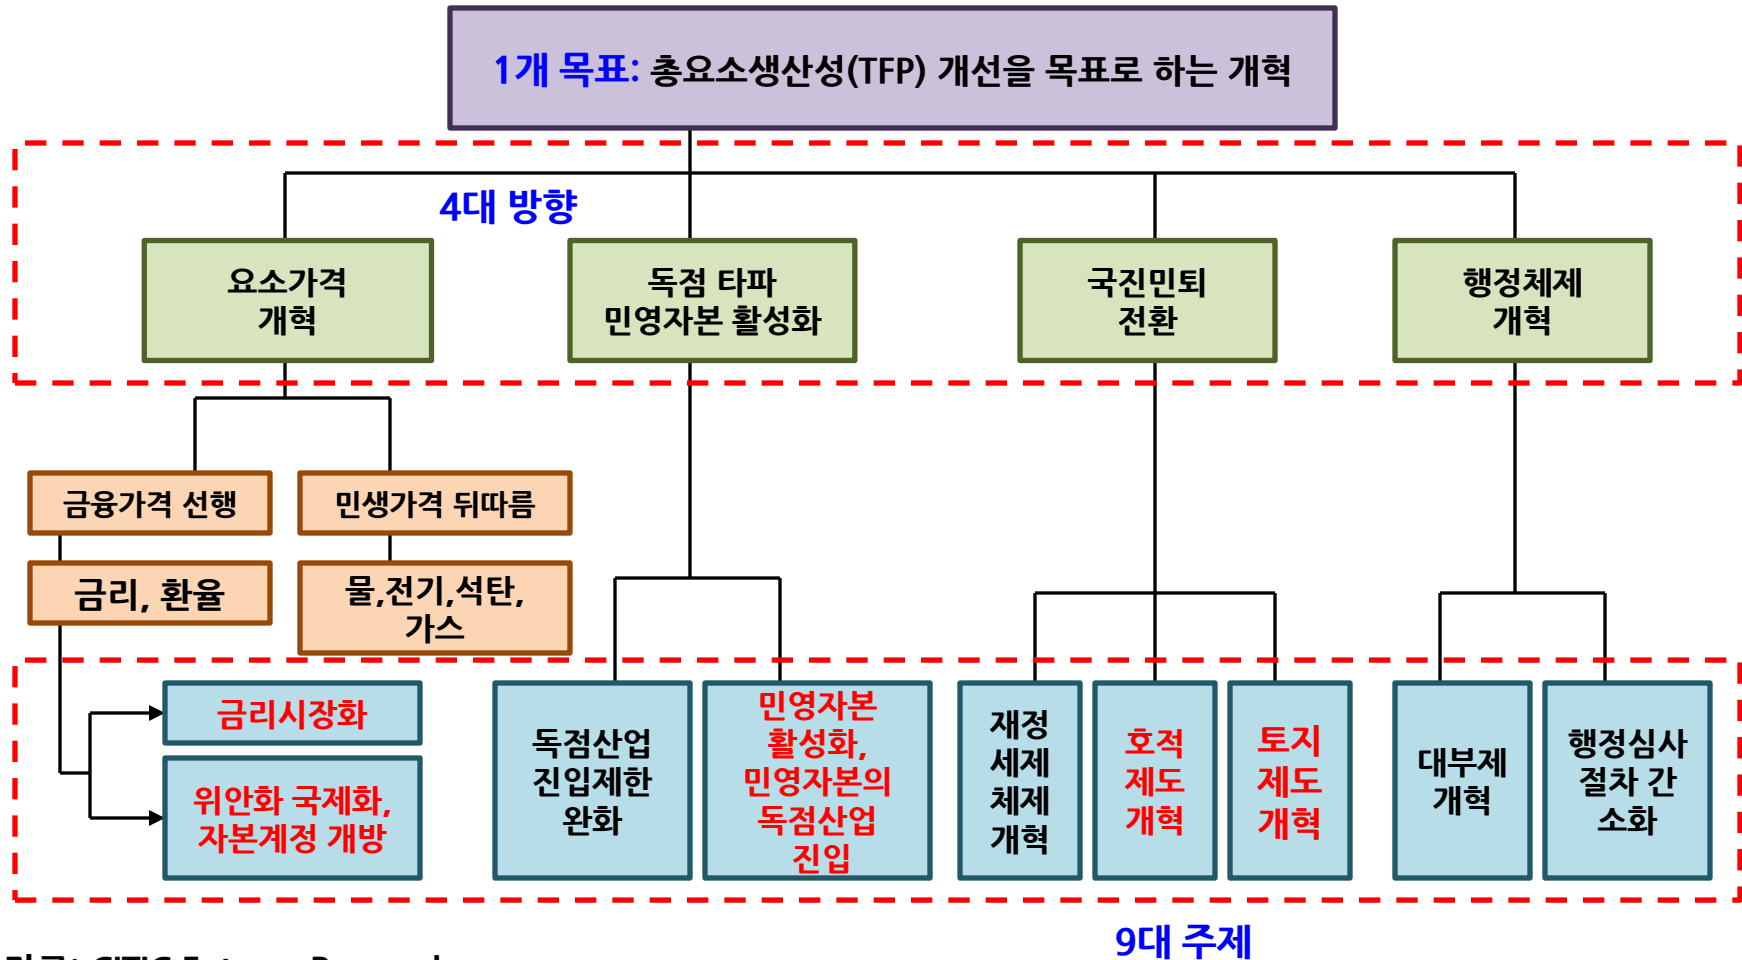 1개 목표: 총요소생산성(TFP) 개선을 목표로 하는 개혁
4대 방향
요소가격
개혁
독점 타파
민영자본 활성화
국진민퇴
전환
행정체제
개혁
금융가격 선행
민생가격 뒤따름
금리, 환율
물,전기,석탄,
가스
금리시장화
위안화 국제화,
자본계정 개방
독점산업
진입제한
완화
민영자본
활성화,
민영자본의
독점산업
진입
재정
세제
체제
개혁
호적
제도
개혁
토지
제도
개혁
대부제
개혁
행정심사
절차 간
소화
9대 주제